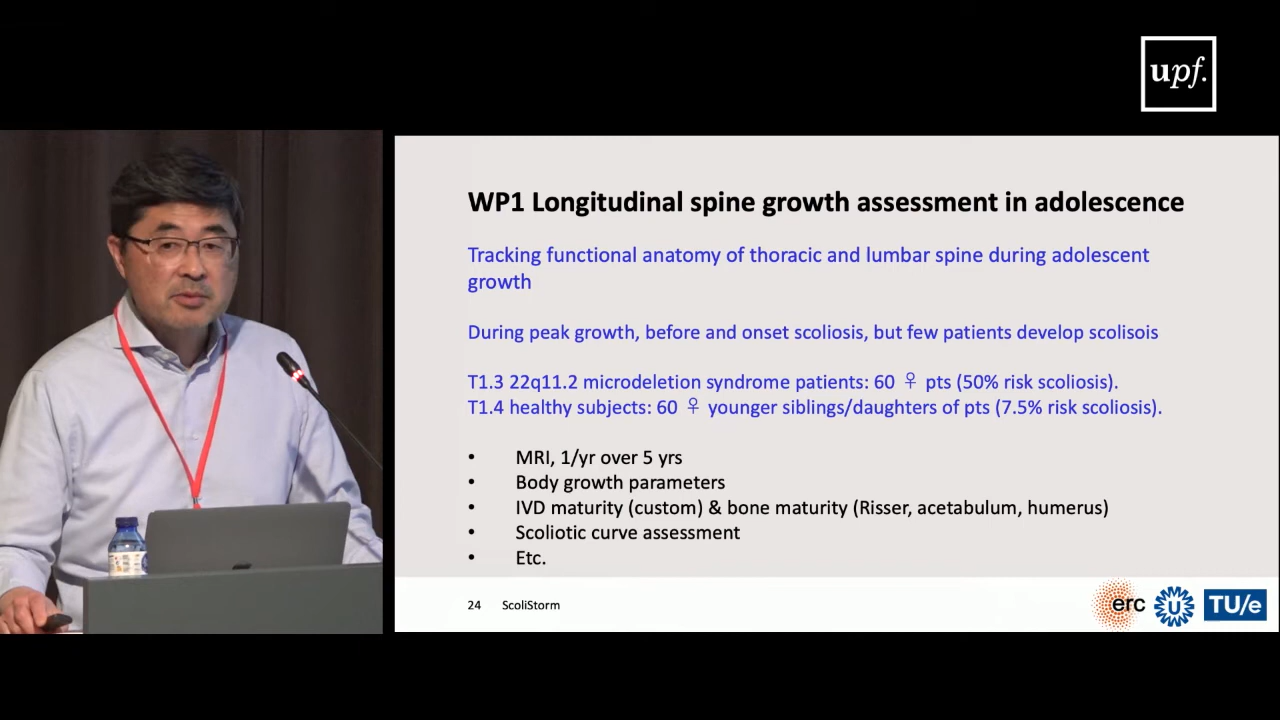 upf.
WP1 Longitudinal spine growth assessment in adolescence
Tracking functional anatomy of thoracic and lumbar spine during adolescent
growth
During peak growth, before and onset scoliosis, but few patients develop scolisois
T1.3 22q11.2 microdeletion syndrome patients: 60 ♀ pts (50% risk scoliosis).
T1.4 healthy subjects: 60 ♀ younger siblings/daughters of pts (7.5% risk scoliosis).
• MRI, 1/yr over 5 yrs
• Body growth parameters
• IVD maturity (custom) & bone maturity (Risser, acetabulum, humerus)
• Scoliotic curve assessment
• Etc.
24 ScoliStorm
erc U TU/e